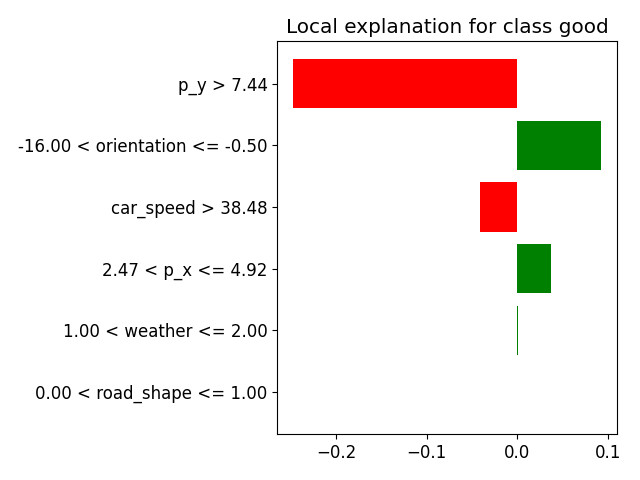 Local explanation for class good
p_y > 7.44
-16.00 < orientation <= -0.50
car_speed > 38.48
2.47 < p_x <= 4.92
1.00 < weather <= 2.00
0.00 < road_shape <= 1.00
−0.2 −0.1 0.0 0.1